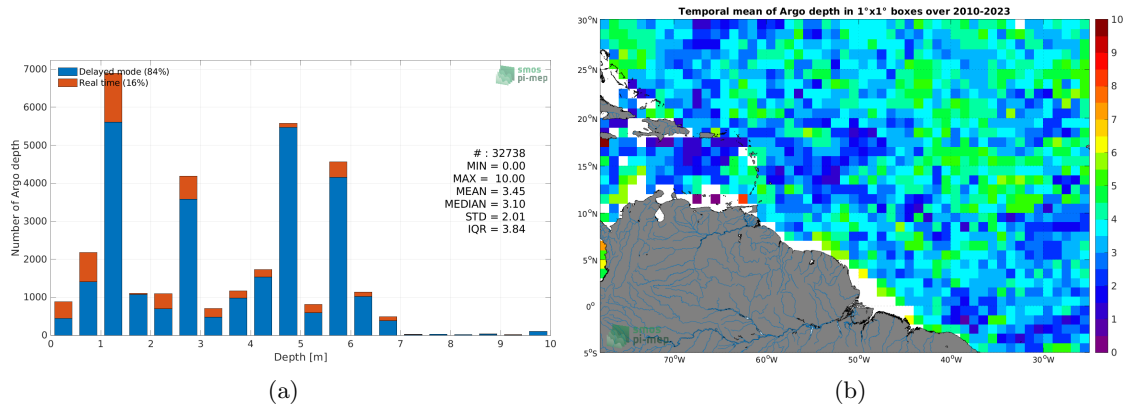 Delayed mode (84%)
Real time (16%)
smos
pi-mep
# : 32738
MIN = 0.00
MAX = 10.00
MEAN = 3.45
MEDIAN = 3.10
STD = 2.01
IQR = 3.84
Number of Argo depth
7000
6000
5000
4000
3000
2000
1000
0
0 1 2 3 4 5 6 7 8 9 10
Depth [m]
(a)
Temporal mean of Argo depth in 1°x1° boxes over 2010-2023
30°N
25°N
20°N
15°N
10°N
5°N
0°
5°S
70°W 60°W 50°W 40°W 30°W
smos
pi-mep
10
9
8
7
6
5
4
3
2
1
0
(b)